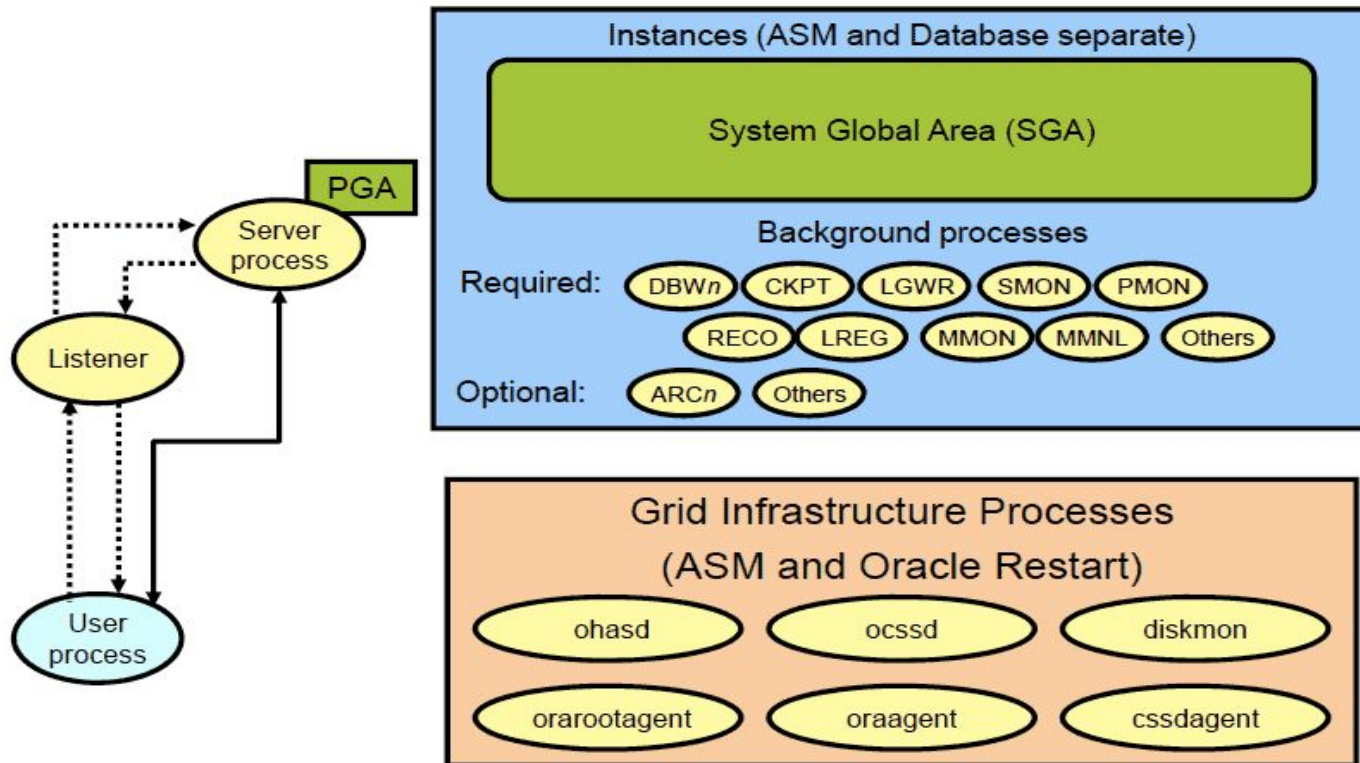 Instances (ASM and Database separate)
System Global Area (SGA)
PGA
Server
process
Background processes
Required:
DBWn
CKPT
LGWR
SMON
PMON
RECO
LREG
MMON
MMNL
Others
Optional:
ARCn
Others
Listener
User
process
Grid Infrastructure Processes
(ASM and Oracle Restart)
ohasd
ocssd
diskmon
orarootagent
oraagent
cssdagent